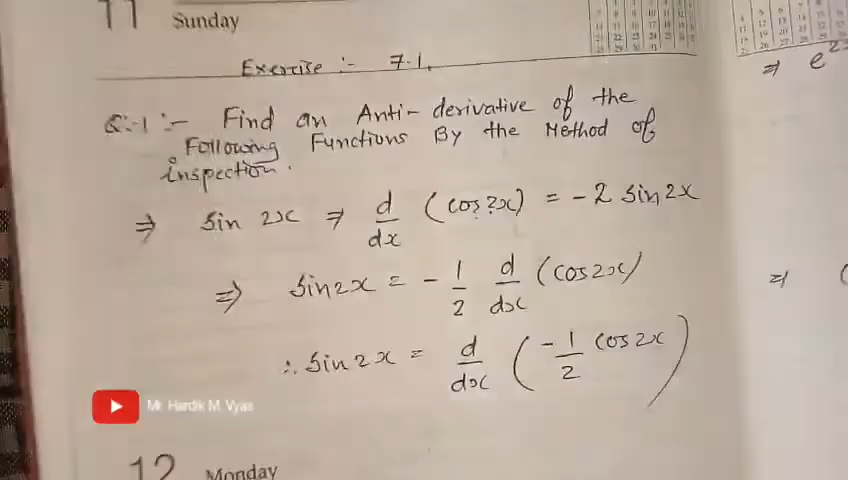 11 Sunday
Exercise :- 7.1.
Q:-1 :- Find an Anti-derivative of the
Following Functions By the Method of
inspection.
⇒ sin 2x ⇒ d/dx (cos 2x) = -2 sin 2x
⇒ sin 2x = - 1/2 d/dx (cos 2x)
∴ sin 2x = d/dx (-1/2 cos 2x)
⇒ e
⇒ (
Mr. Hardik M. Vyas
12 Monday